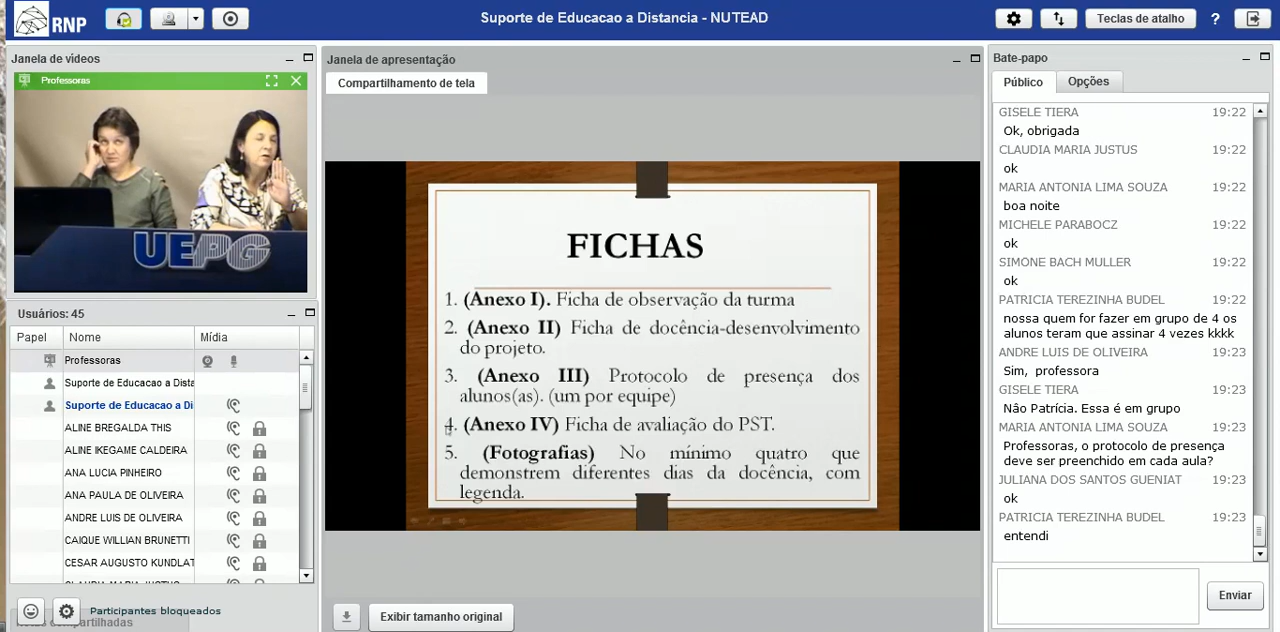 RNP
Suporte de Educacao a Distancia - NUTEAD
Teclas de atalho
?
Janela de vídeos
Professoras
UEPG
Usuários: 45
Papel Nome Mídia
Professoras
Suporte de Educacao a Dista
Suporte de Educacao a Di
ALINE BREGALDA THIS
ALINE IKEGAME CALDEIRA
ANA LUCIA PINHEIRO
ANA PAULA DE OLIVEIRA
ANDRE LUIS DE OLIVEIRA
CAIQUE WILLIAN BRUNETTI
CESAR AUGUSTO KUNDLAT
CLAUDIA MARIA JUSTUS
Participantes bloqueados
Notas compartilhadas
Janela de apresentação
Compartilhamento de tela
FICHAS
1. (Anexo I). Ficha de observação da turma
2. (Anexo II) Ficha de docência-desenvolvimento
do projeto.
3. (Anexo III) Protocolo de presença dos
alunos(as). (um por equipe)
4. (Anexo IV) Ficha de avaliação do PST.
5. (Fotografias) No mínimo quatro que
demonstrem diferentes dias da docência, com
legenda.
Exibir tamanho original
Bate-papo
Público Opções
GISELE TIERA 19:22
Ok, obrigada
CLAUDIA MARIA JUSTUS 19:22
ok
MARIA ANTONIA LIMA SOUZA 19:22
boa noite
MICHELE PARABOCZ 19:22
ok
SIMONE BACH MULLER 19:22
ok
PATRICIA TEREZINHA BUDEL 19:22
nossa quem for fazer em grupo de 4 os
alunos teram que assinar 4 vezes kkkk
ANDRE LUIS DE OLIVEIRA 19:23
Sim, professora
GISELE TIERA 19:23
Nâo Patrícia. Essa é em grupo
MARIA ANTONIA LIMA SOUZA 19:23
Professoras, o protocolo de presença
deve ser preenchido em cada aula?
JULIANA DOS SANTOS GUENIAT 19:23
ok
PATRICIA TEREZINHA BUDEL 19:23
entendi
Enviar